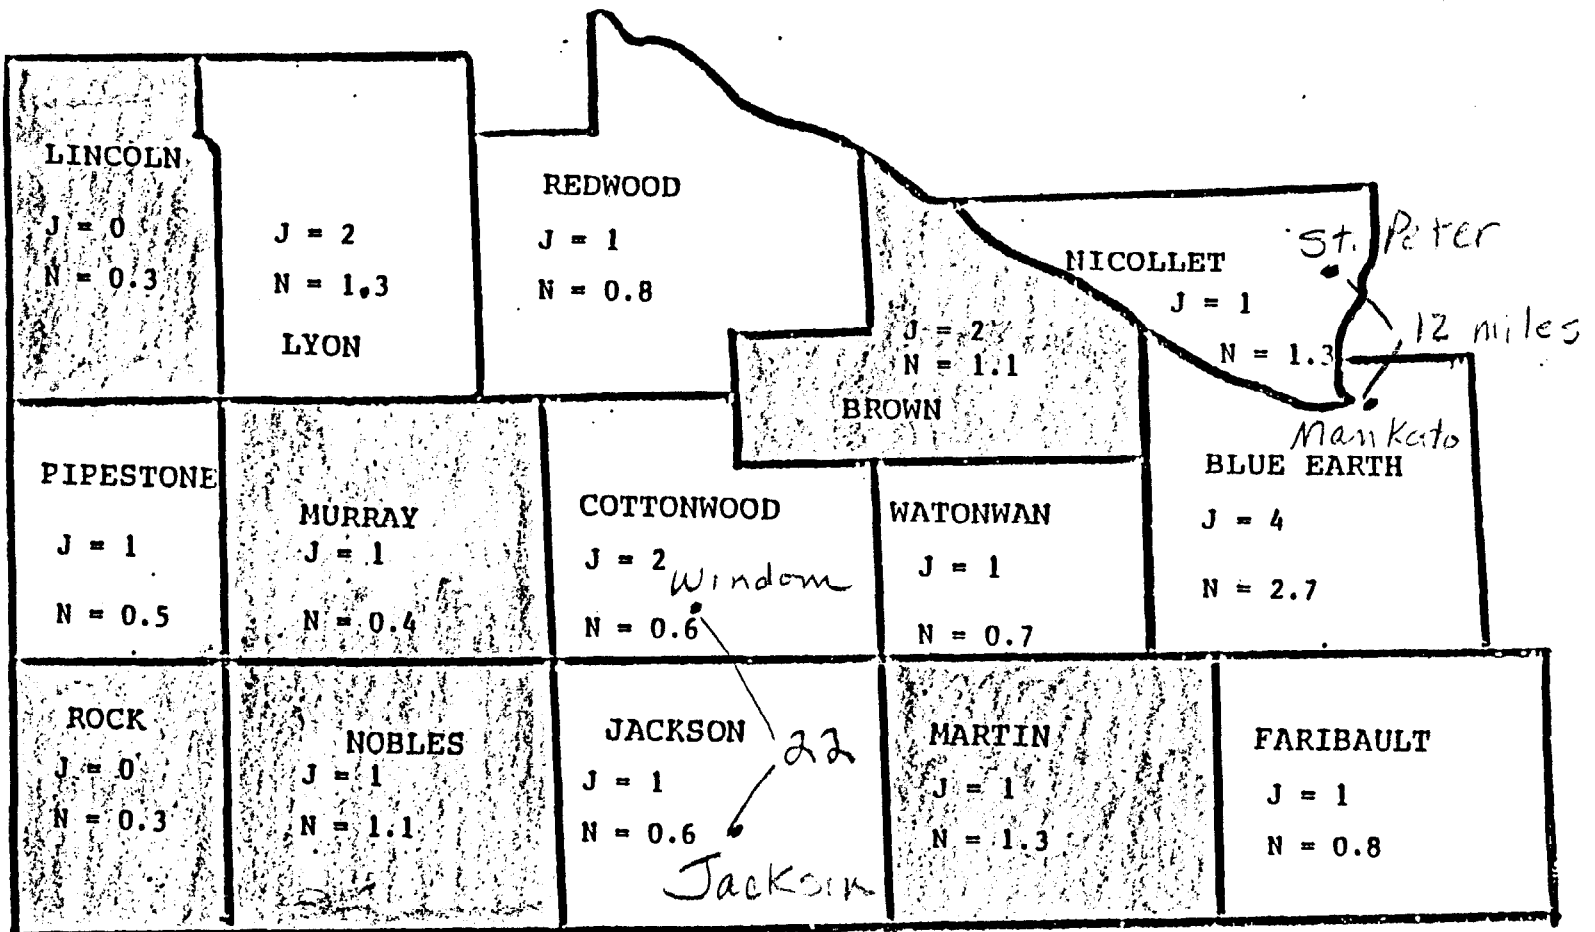 LINCOLN
J = 0
N = 0.3
J = 2
N = 1.3
LYON
REDWOOD
J = 1
N = 0.8
J = 2
N = 1.1
BROWN
NICOLLET
J = 1
N = 1.3
St. Peter
12 miles
Mankato
BLUE EARTH
J = 4
N = 2.7
PIPESTONE
J = 1
N = 0.5
MURRAY
J = 1
N = 0.4
COTTONWOOD
J = 2
Windom
N = 0.6
WATONWAN
J = 1
N = 0.7
ROCK
J = 0
N = 0.3
NOBLES
J = 1
N = 1.1
JACKSON
22
J = 1
N = 0.6
Jackson
MARTIN
J = 1
N = 1.3
FARIBAULT
J = 1
N = 0.8